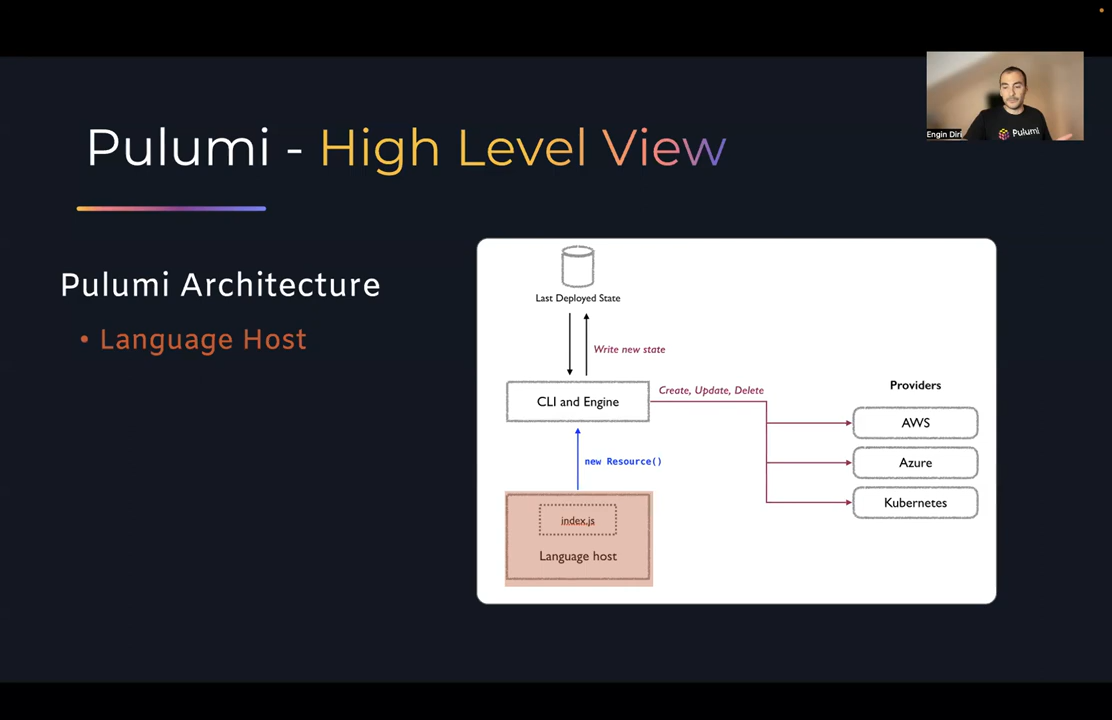 Pulumi - High Level View
Engin Diri
Pulumi
Pulumi Architecture
• Language Host
Last Deployed State
Write new state
CLI and Engine
Create, Update, Delete
new Resource()
index.js
Language host
Providers
AWS
Azure
Kubernetes